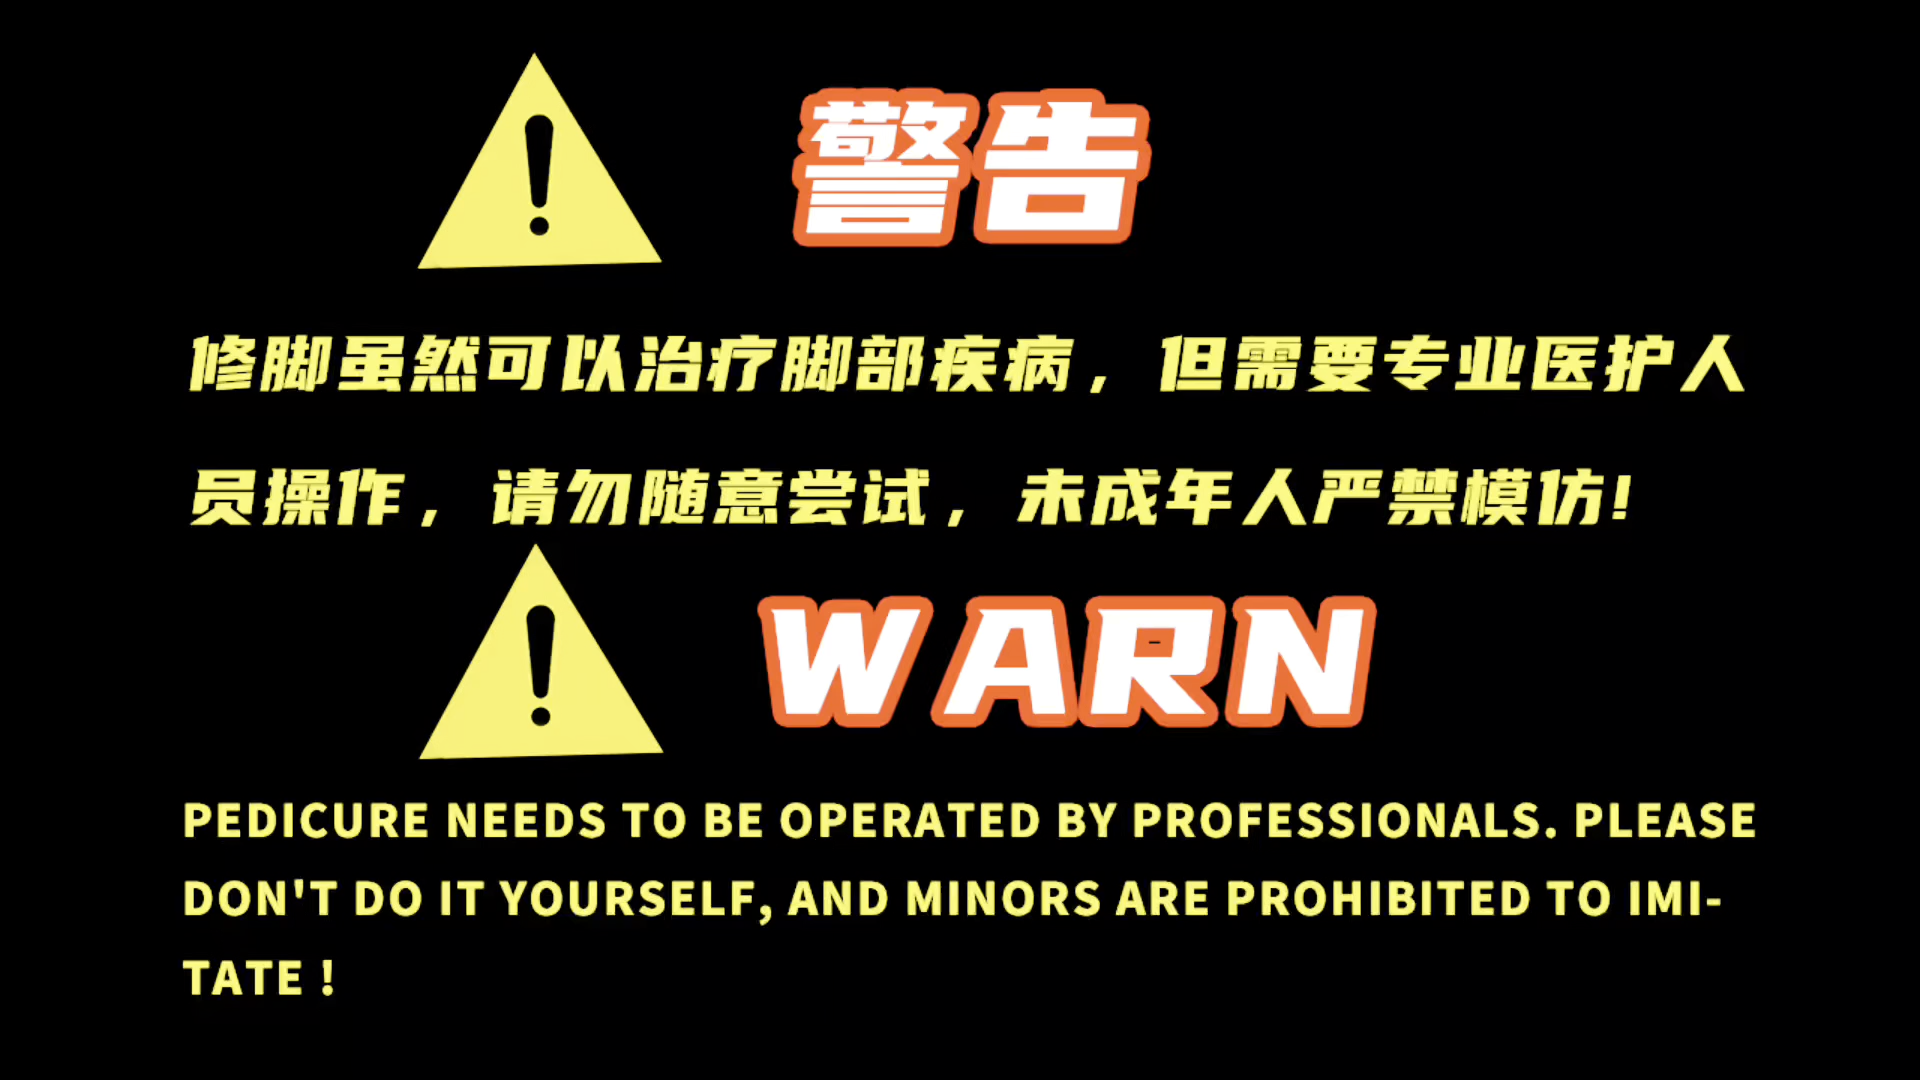 警告
修脚虽然可以治疗脚部疾病，但需要专业医护人
员操作，请勿随意尝试，未成年人严禁模仿!
WARN
PEDICURE NEEDS TO BE OPERATED BY PROFESSIONALS. PLEASE
DON'T DO IT YOURSELF, AND MINORS ARE PROHIBITED TO IMI-
TATE !